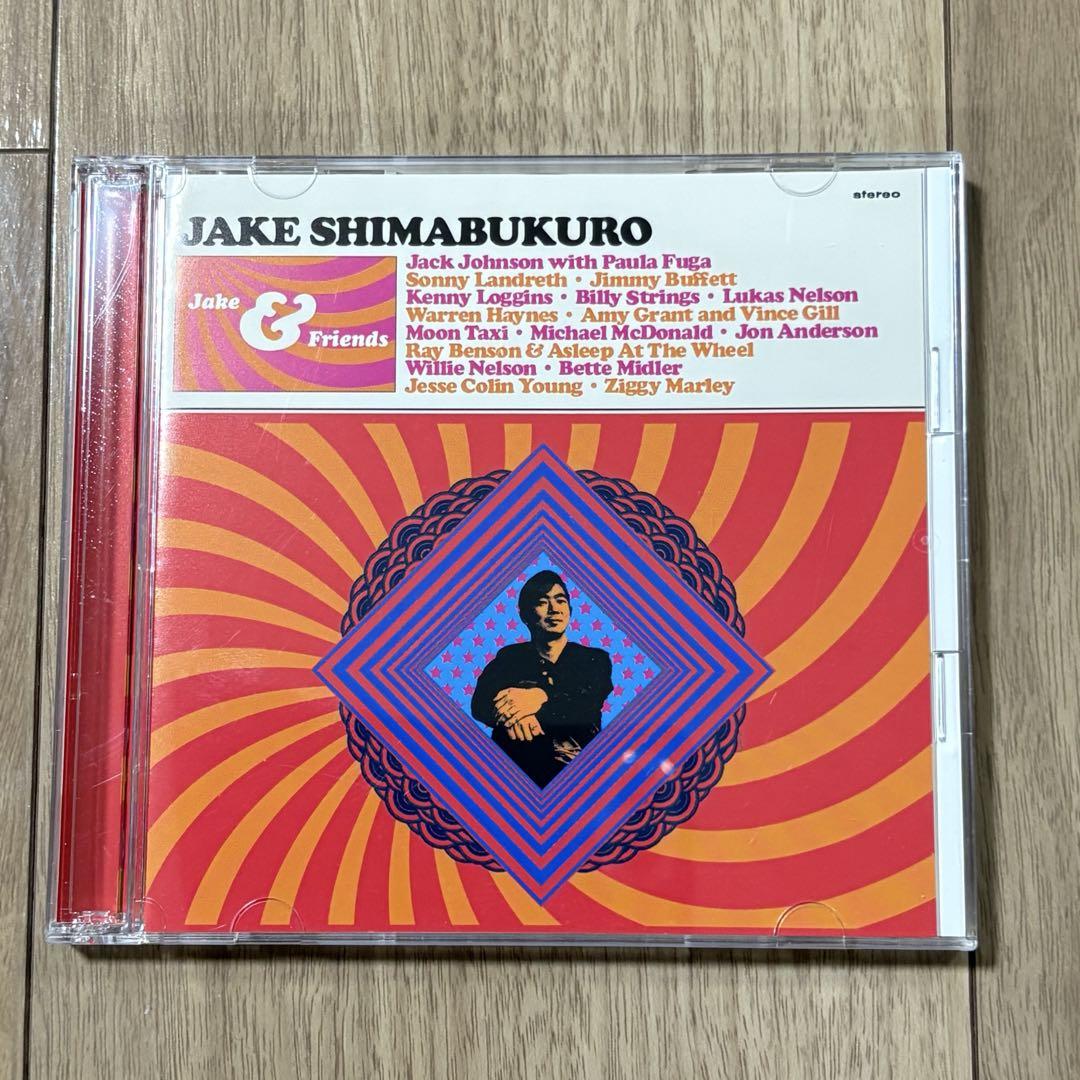 stereo
JAKE SHIMABUKURO
Jake & Friends
Jack Johnson with Paula Fuga
Sonny Landreth • Jimmy Buffett
Kenny Loggins • Billy Strings • Lukas Nelson
Warren Haynes • Amy Grant and Vince Gill
Moon Taxi • Michael McDonald • Jon Anderson
Ray Benson & Asleep At The Wheel
Willie Nelson • Bette Midler
Jesse Colin Young • Ziggy Marley